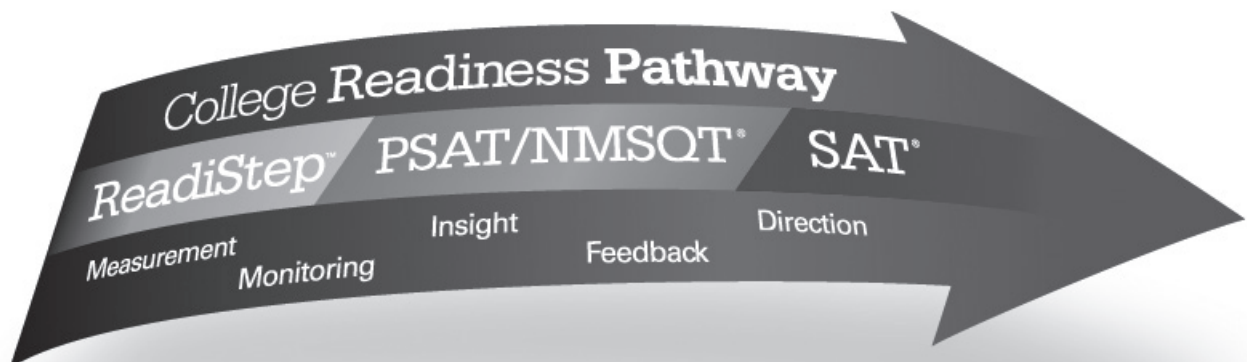 College Readiness Pathway
ReadiStep™ PSAT/NMSQT® SAT®
Measurement Insight Direction
Monitoring Feedback